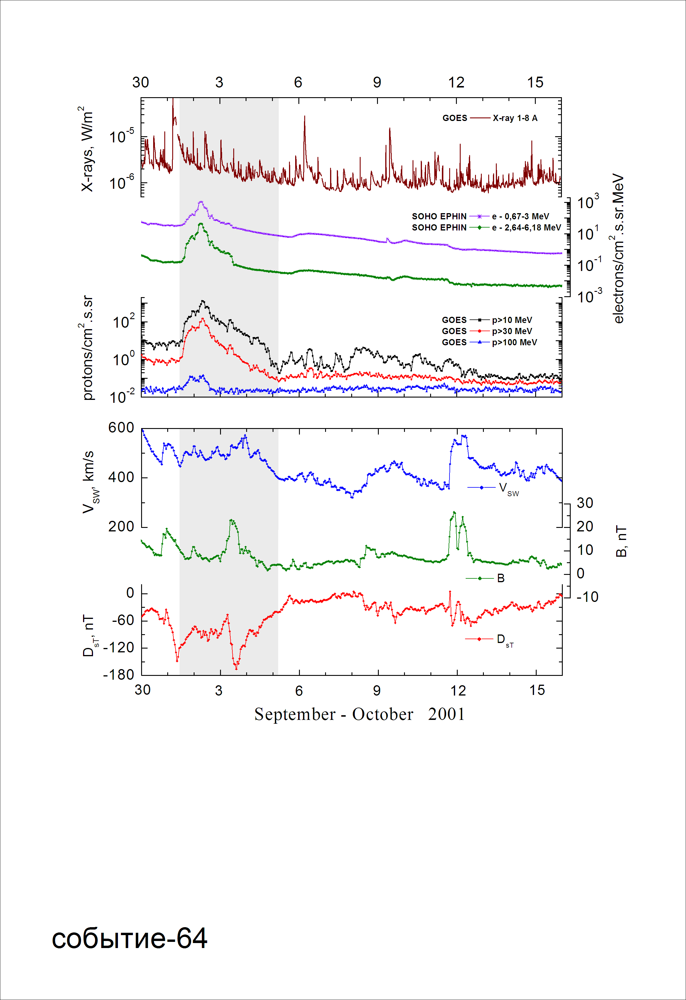 30 3 6 9 12 15
X-rays, W/m²
10⁻⁵
10⁻⁶
GOES X-ray 1-8 A
electrons/cm².s.sr.MeV
10³
10¹
10⁻¹
10⁻³
SOHO EPHIN e - 0,67-3 MeV
SOHO EPHIN e - 2,64-6,18 MeV
protons/cm².s.sr
10²
10⁰
10⁻²
GOES p>10 MeV
GOES p>30 MeV
GOES p>100 MeV
V_SW, km/s
600
400
200
V_SW
B, nT
30
20
10
0
-10
B
D_sT, nT
0
-60
-120
-180
D_sT
30 3 6 9 12 15
September - October 2001
событие-64